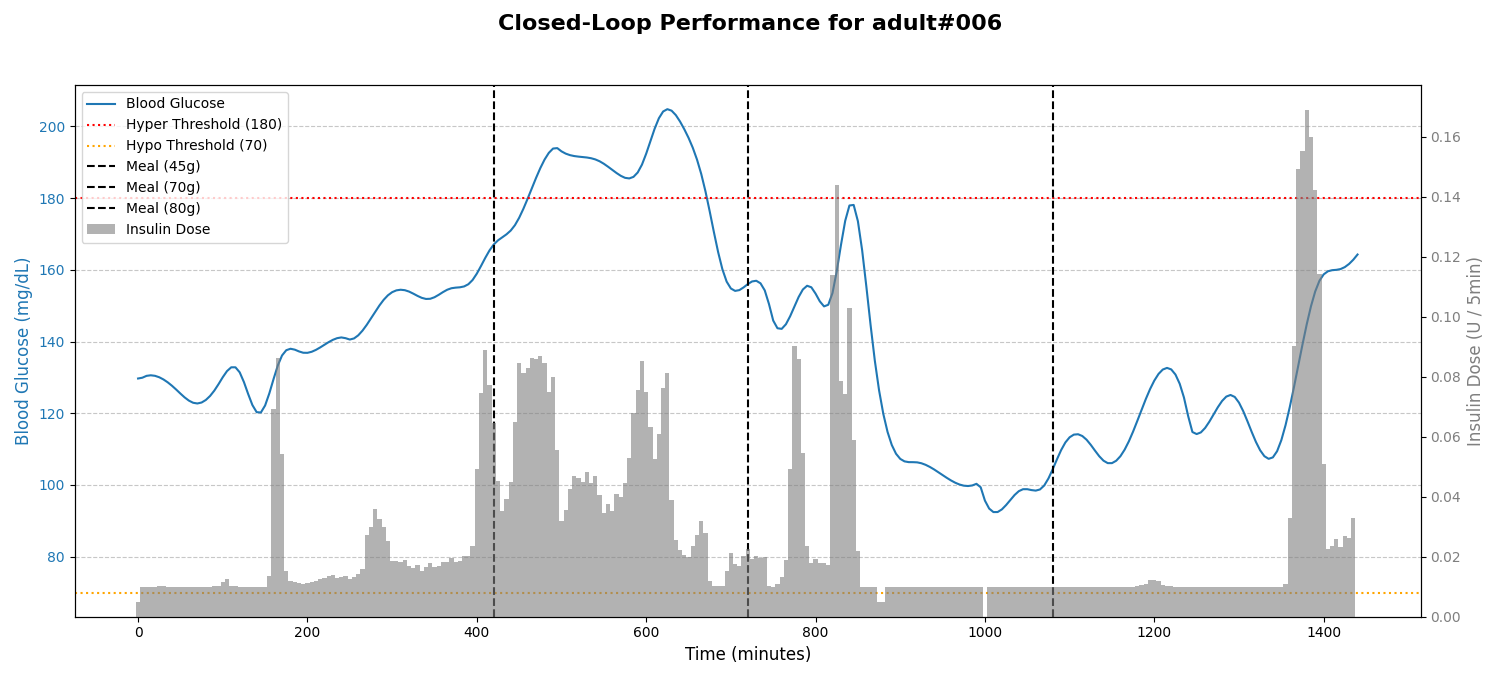 Closed-Loop Performance for adult#006
Blood Glucose
Hyper Threshold (180)
Hypo Threshold (70)
Meal (45g)
Meal (70g)
Meal (80g)
Insulin Dose
Blood Glucose (mg/dL)
200
180
160
140
120
100
80
0.16
0.14
0.12
0.10
0.08
0.06
0.04
0.02
0.00
Insulin Dose (U / 5min)
0 200 400 600 800 1000 1200 1400
Time (minutes)